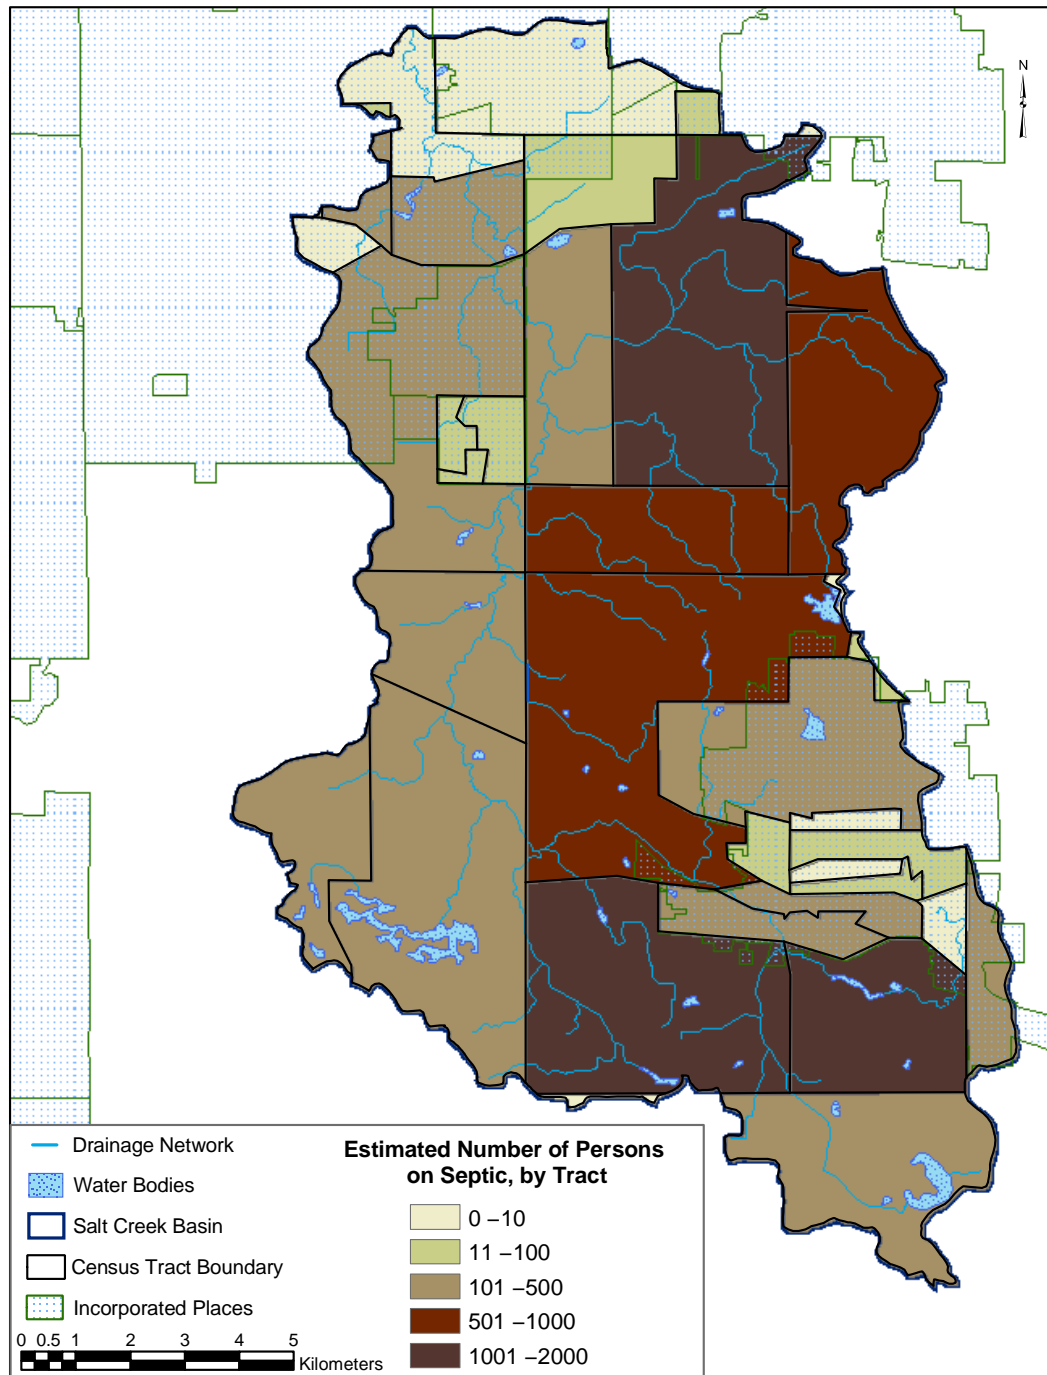 N
Drainage Network
Water Bodies
Salt Creek Basin
Census Tract Boundary
Incorporated Places
0 0.5 1 2 3 4 5
Kilometers
Estimated Number of Persons
on Septic, by Tract
0 –10
11 –100
101 –500
501 –1000
1001 –2000